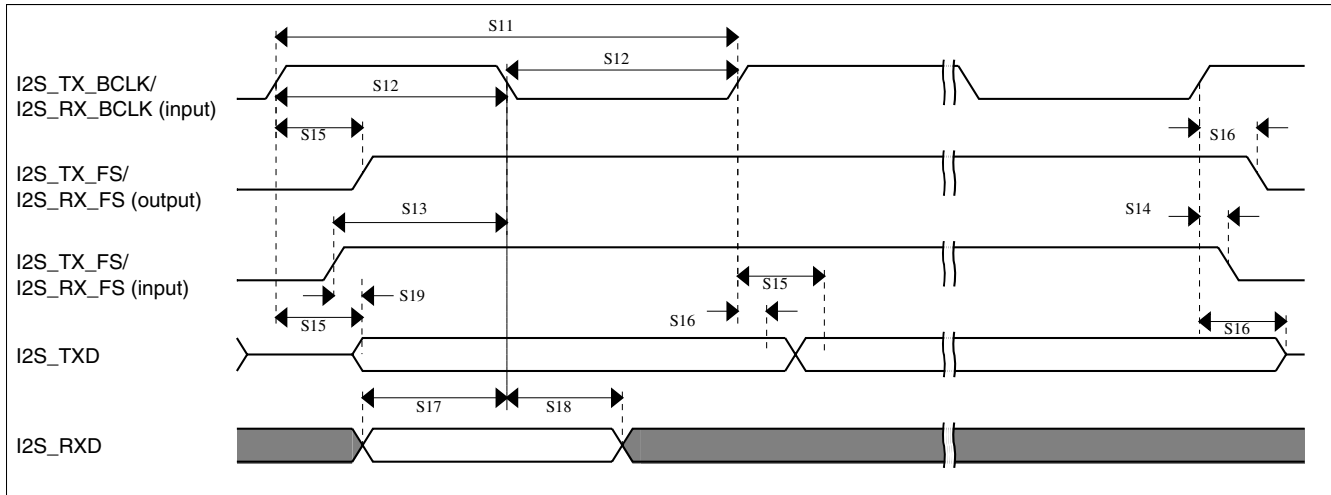 S11
I2S_TX_BCLK/
I2S_RX_BCLK (input)
S12
S12
S15
S16
I2S_TX_FS/
I2S_RX_FS (output)
S13
S14
I2S_TX_FS/
I2S_RX_FS (input)
S15
S19
S16
S15
S16
I2S_TXD
S17
S18
I2S_RXD